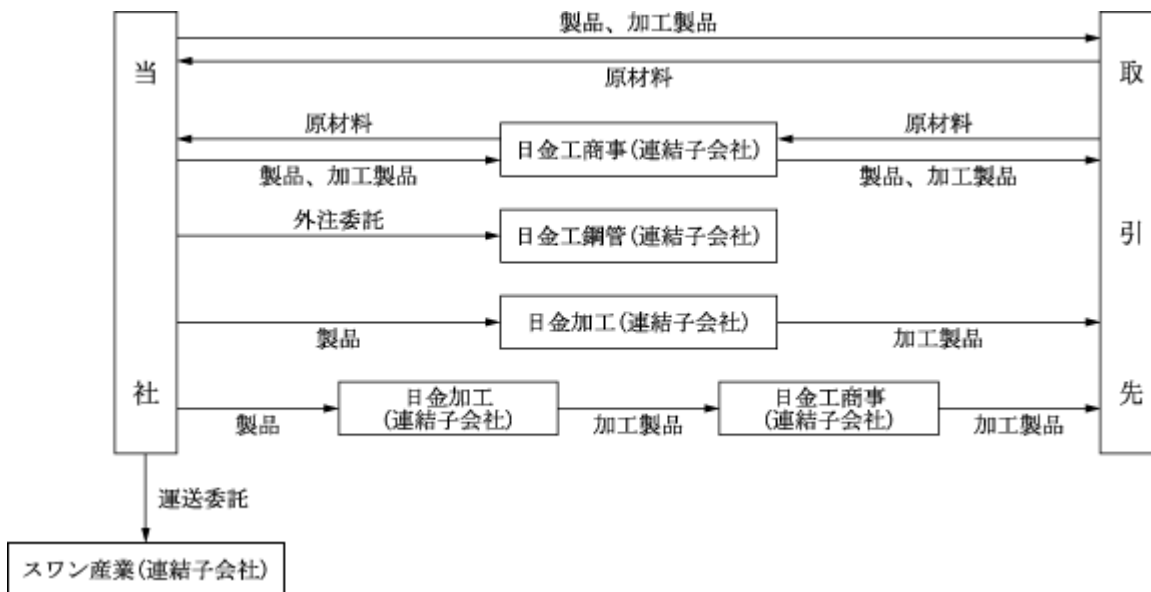 製品、加工製品
当社
取引先
原材料
原材料
原材料
日金工商事(連結子会社)
製品、加工製品
製品、加工製品
外注委託
日金工鋼管(連結子会社)
日金加工(連結子会社)
製品
加工製品
日金加工
(連結子会社)
日金工商事
(連結子会社)
製品
加工製品
加工製品
運送委託
スワン産業(連結子会社)